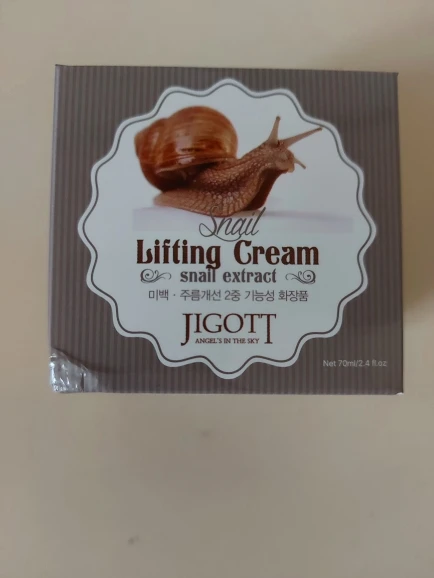 Snail
Lifting Cream
snail extract
미백 · 주름개선 2중 기능성 화장품
JIGOTT
ANGEL'S IN THE SKY
Net 70ml/2.4 fl.oz